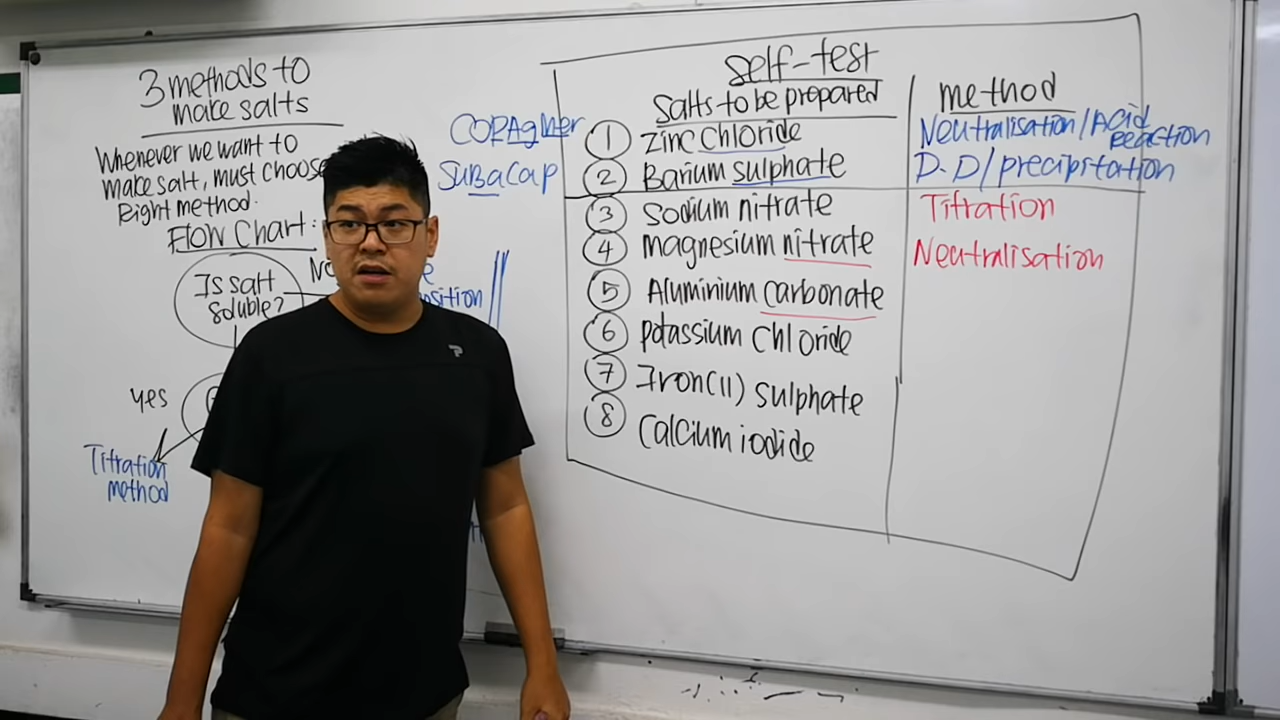 3 methods to
make salts
Whenever we want to
make salt, must choose
Right method.
Flow Chart:
Is salt
soluble?
No
yes
Titration
method
osition
COPAgMer
SuBaCaP
Self-test
Salts to be prepared
method
1 Zinc chloride
Neutralisation/Acid
Reaction
2 Barium sulphate
D.D/precipitation
3 Sodium nitrate
Titration
4 magnesium nitrate
Neutralisation
5 Aluminium carbonate
6 potassium chloride
7 Iron(II) sulphate
8 Calcium iodide